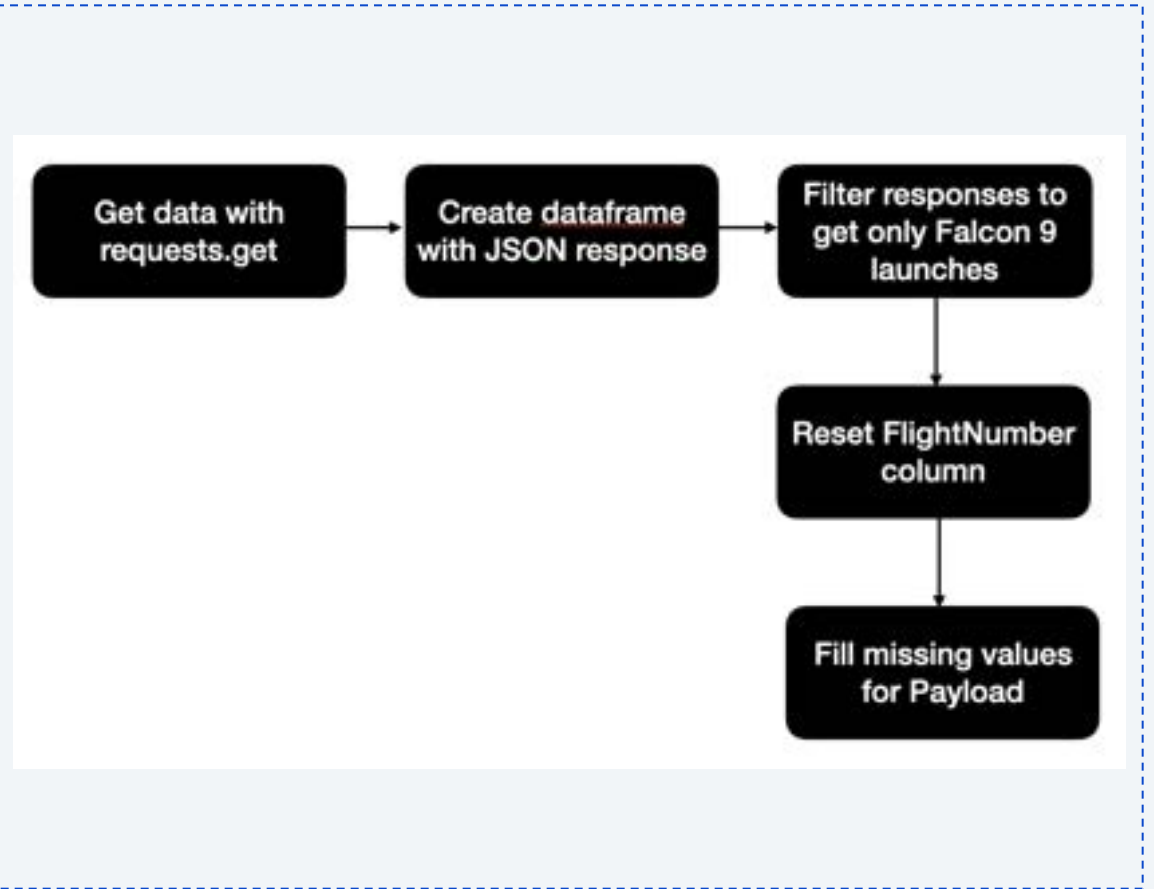 Get data with
requests.get
Create dataframe
with JSON response
Filter responses to
get only Falcon 9
launches
Reset FlightNumber
column
Fill missing values
for Payload